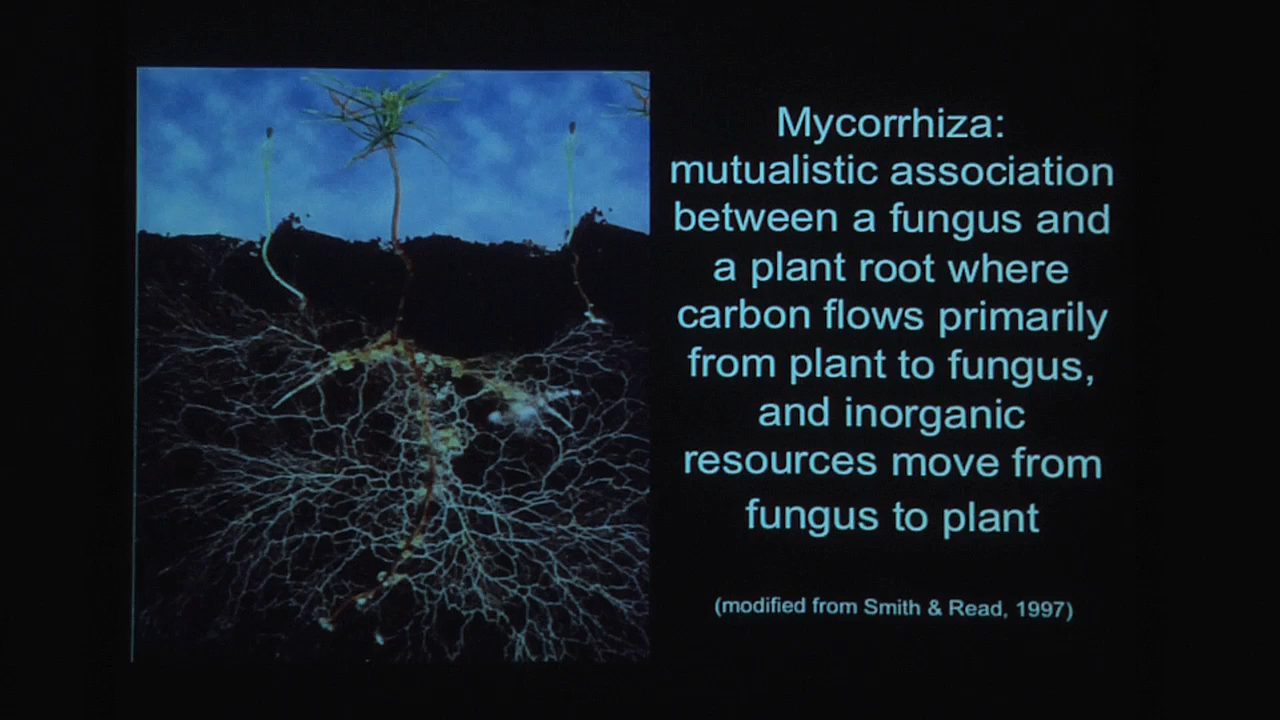 Mycorrhiza:
mutualistic association
between a fungus and
a plant root where
carbon flows primarily
from plant to fungus,
and inorganic
resources move from
fungus to plant
(modified from Smith & Read, 1997)